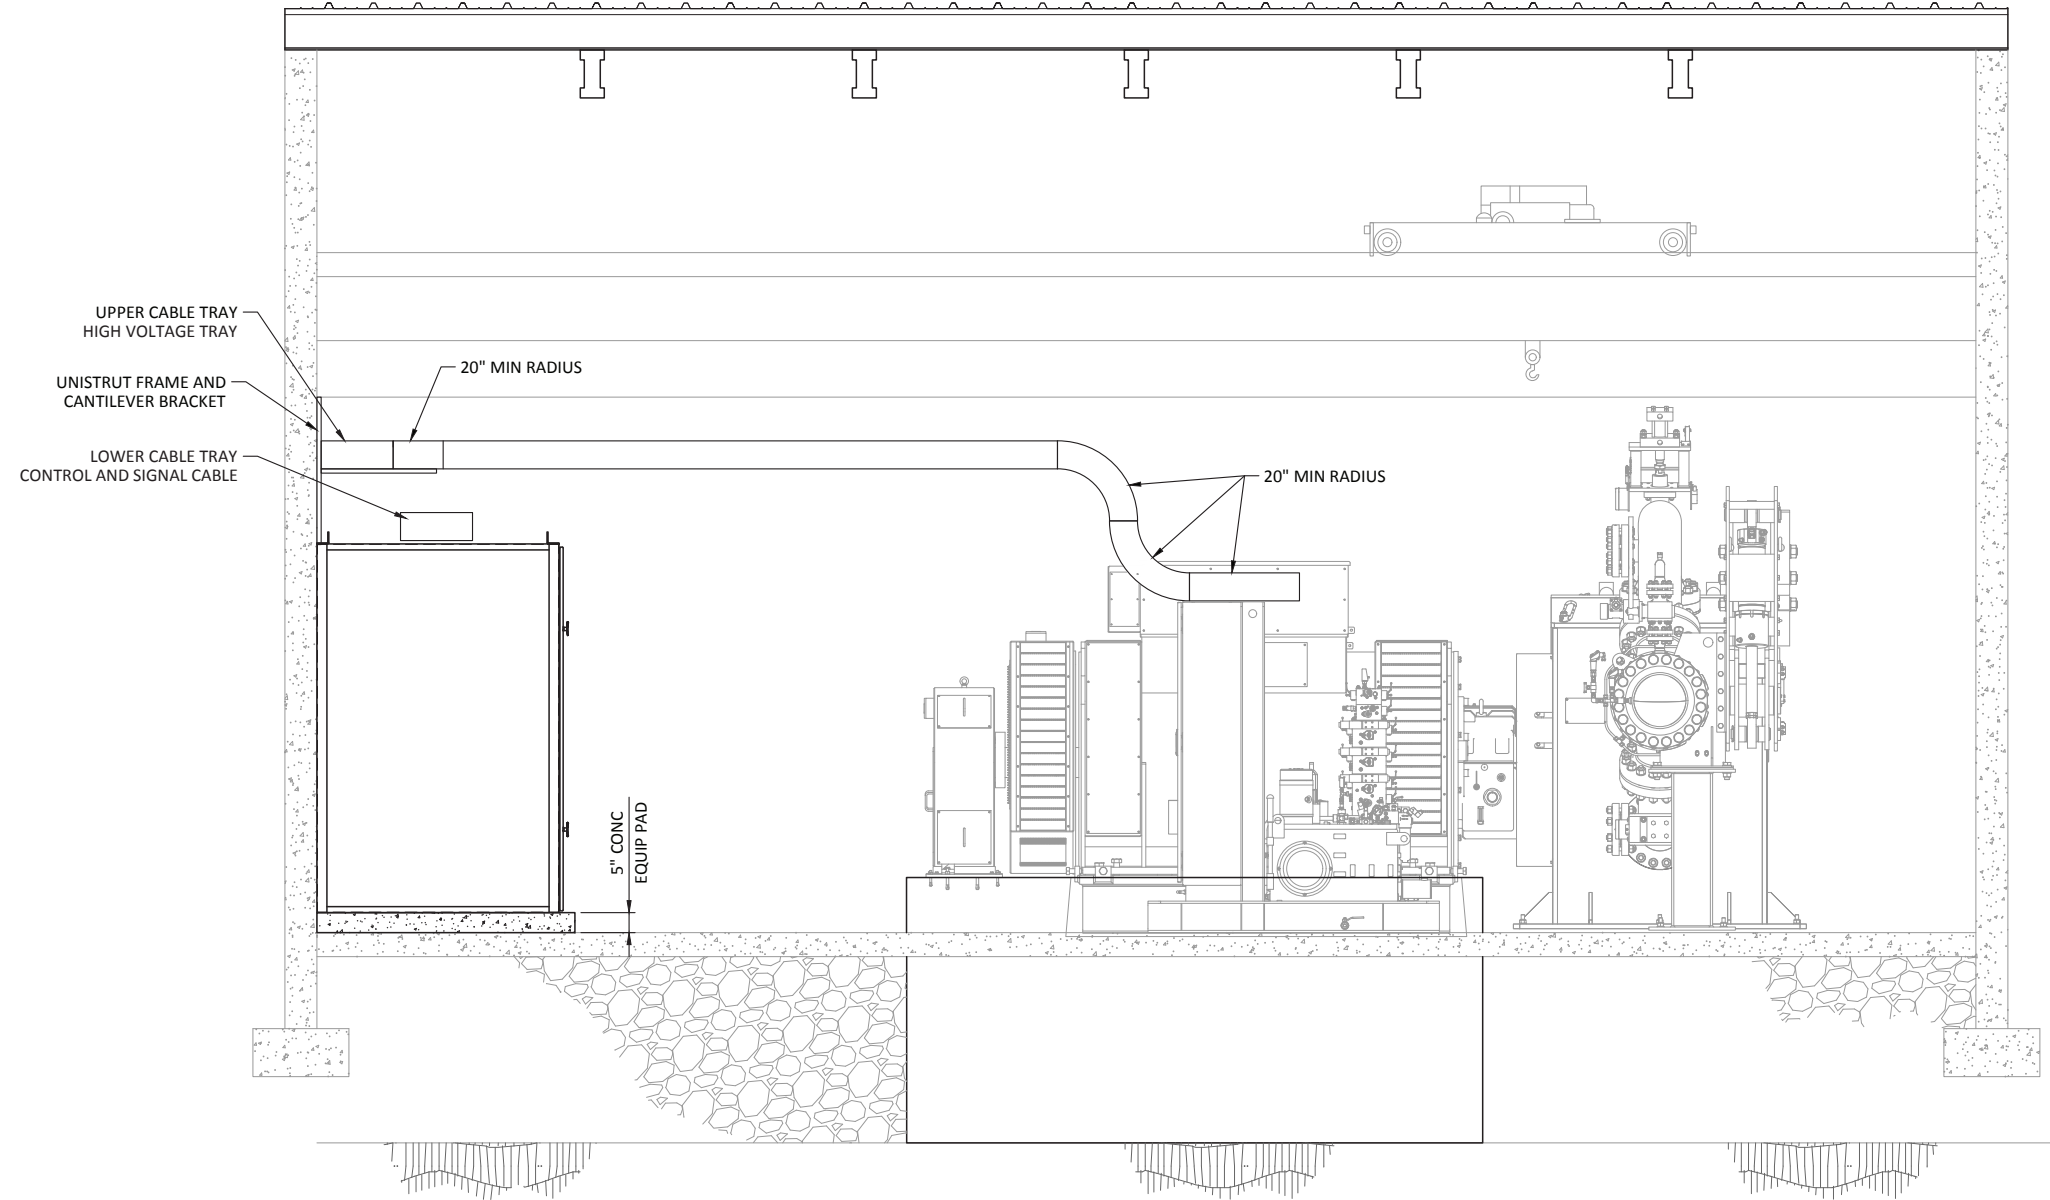 UPPER CABLE TRAY
HIGH VOLTAGE TRAY
20" MIN RADIUS
UNISTRUT FRAME AND
CANTILEVER BRACKET
LOWER CABLE TRAY
CONTROL AND SIGNAL CABLE
20" MIN RADIUS
5" CONC
EQUIP PAD